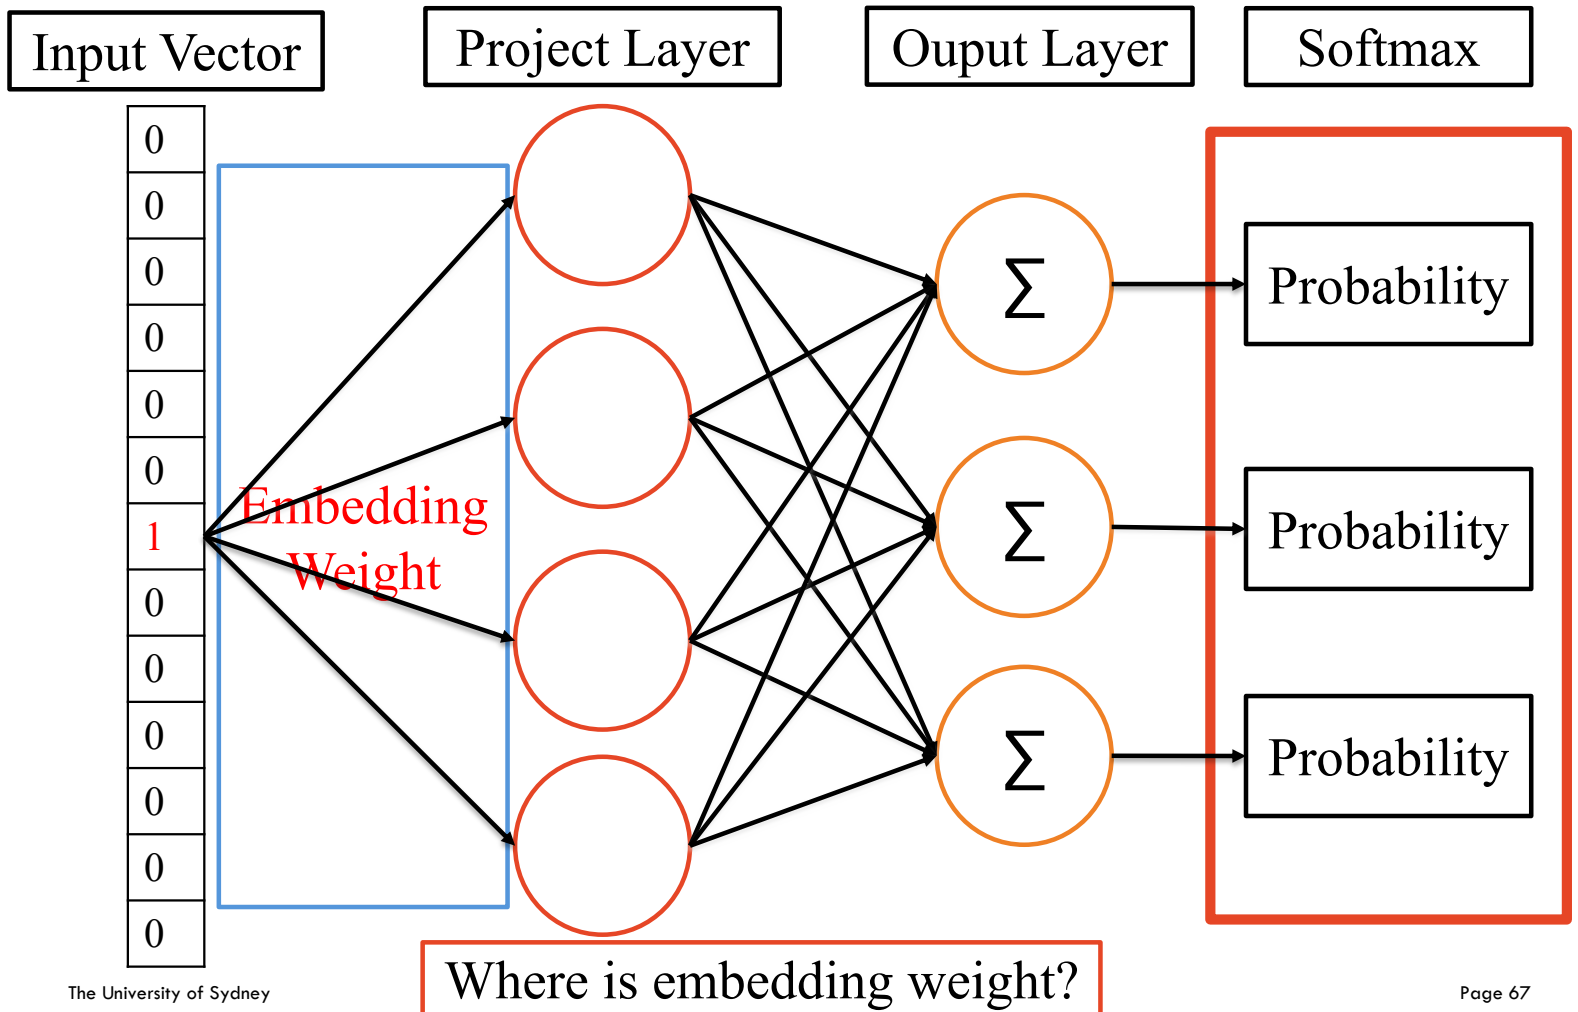 Input Vector
Project Layer
Ouput Layer
Softmax
0
0
0
0
0
0
1
0
0
0
0
0
0
Embedding
Weight
∑
∑
∑
Probability
Probability
Probability
Where is embedding weight?
The University of Sydney
Page 67